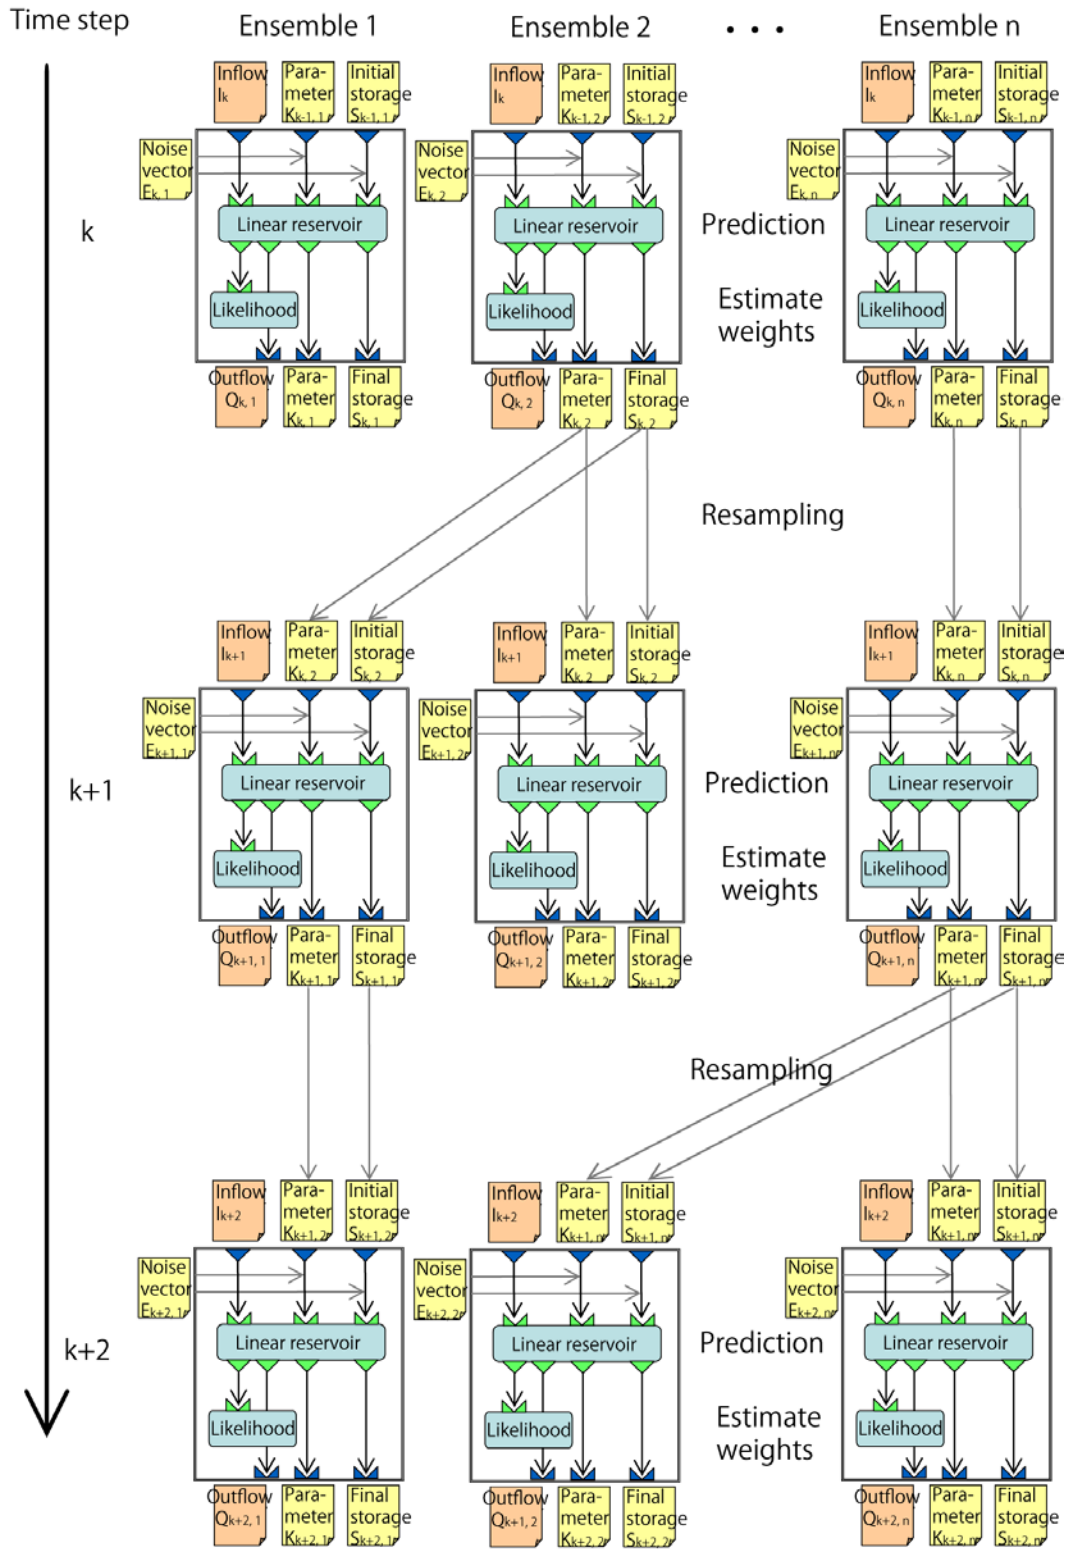 Time step
Ensemble 1
Ensemble 2
• • •
Ensemble n
Inflow
Ik
Para-
meter
Kk-1, 1
Initial
storage
Sk-1, 1
Inflow
Ik
Para-
meter
Kk-1, 2
Initial
storage
Sk-1, 2
Inflow
Ik
Para-
meter
Kk-1, n
Initial
storage
Sk-1, n
k
Noise
vector
Ek, 1
Linear reservoir
Likelihood
Noise
vector
Ek, 2
Linear reservoir
Likelihood
Prediction
Estimate
weights
Noise
vector
Ek, n
Linear reservoir
Likelihood
Outflow
Qk, 1
Para-
meter
Kk, 1
Final
storage
Sk, 1
Outflow
Qk, 2
Para-
meter
Kk, 2
Final
storage
Sk, 2
Outflow
Qk, n
Para-
meter
Kk, n
Final
storage
Sk, n
Resampling
Inflow
Ik+1
Para-
meter
Kk, 2
Initial
storage
Sk, 2
Inflow
Ik+1
Para-
meter
Kk, 2
Initial
storage
Sk, 2
Inflow
Ik+1
Para-
meter
Kk, n
Initial
storage
Sk, n
k+1
Noise
vector
Ek+1, 1
Linear reservoir
Likelihood
Noise
vector
Ek+1, 2
Linear reservoir
Likelihood
Prediction
Estimate
weights
Noise
vector
Ek+1, n
Linear reservoir
Likelihood
Outflow
Qk+1, 1
Para-
meter
Kk+1, 1
Final
storage
Sk+1, 1
Outflow
Qk+1, 2
Para-
meter
Kk+1, 2
Final
storage
Sk+1, 2
Outflow
Qk+1, n
Para-
meter
Kk+1, n
Final
storage
Sk+1, n
Resampling
Inflow
Ik+2
Para-
meter
Kk+1, 2
Initial
storage
Sk+1, 2
Inflow
Ik+2
Para-
meter
Kk+1, n
Initial
storage
Sk+1, n
Inflow
Ik+2
Para-
meter
Kk+1, n
Initial
storage
Sk+1, n
k+2
Noise
vector
Ek+2, 1
Linear reservoir
Likelihood
Noise
vector
Ek+2, 2
Linear reservoir
Likelihood
Prediction
Estimate
weights
Noise
vector
Ek+2, n
Linear reservoir
Likelihood
Outflow
Qk+2, 1
Para-
meter
Kk+2, 1
Final
storage
Sk+2, 1
Outflow
Qk+1, 2
Para-
meter
Kk+2, 2
Final
storage
Sk+2, 2
Outflow
Qk+2, n
Para-
meter
Kk+2, n
Final
storage
Sk+2, n